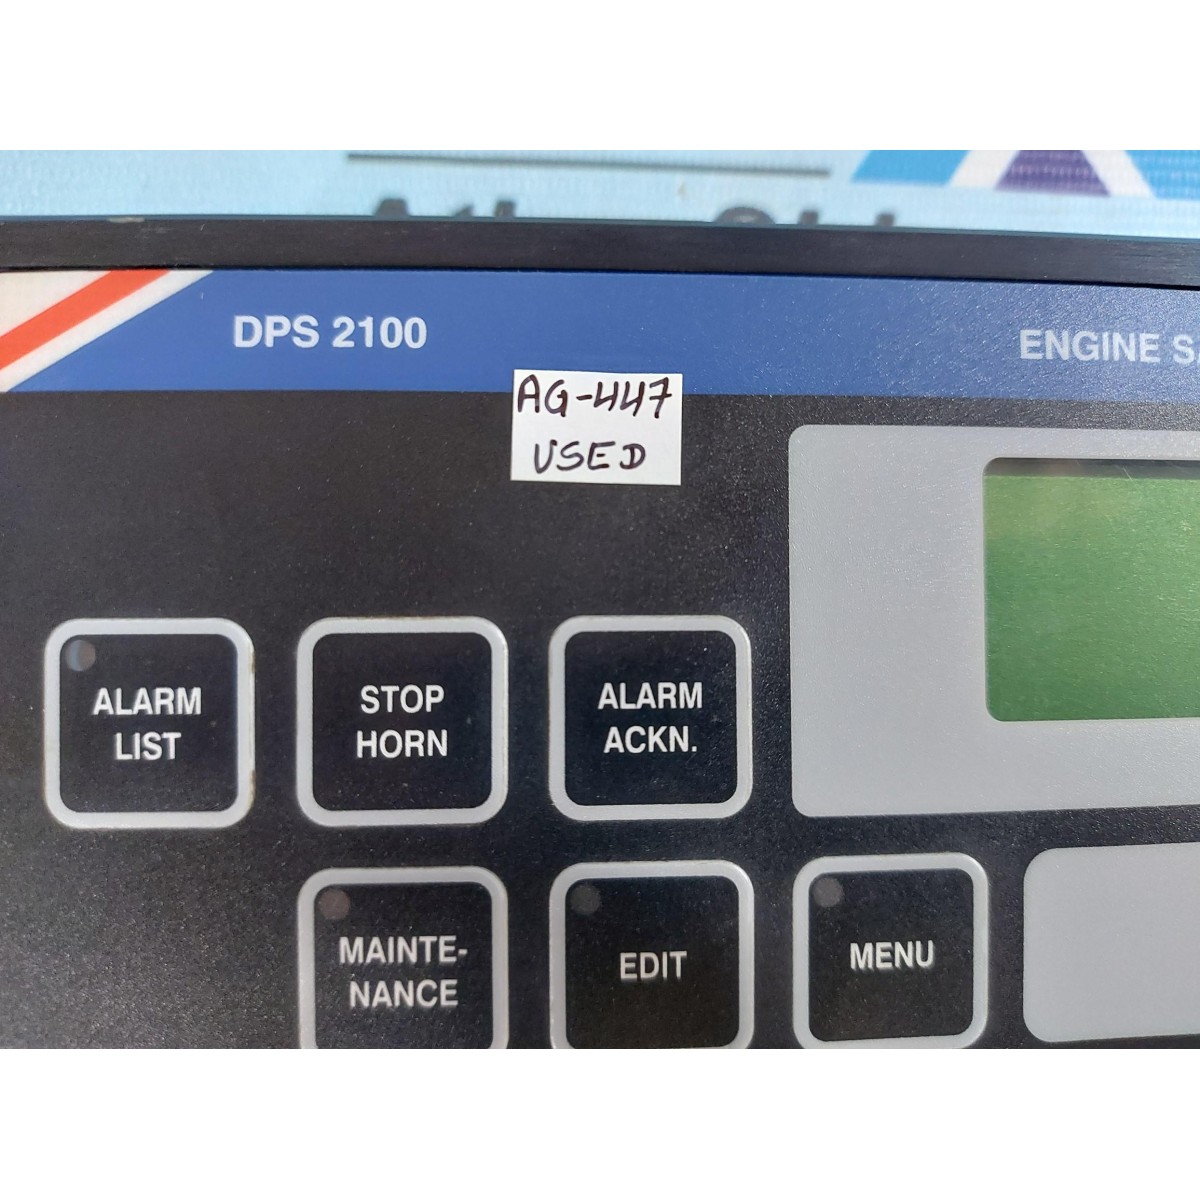 DPS 2100
ENGINE
AG-447
USED
ALARM
LIST
STOP
HORN
ALARM
ACKN.
MAINTE-
NANCE
EDIT
MENU